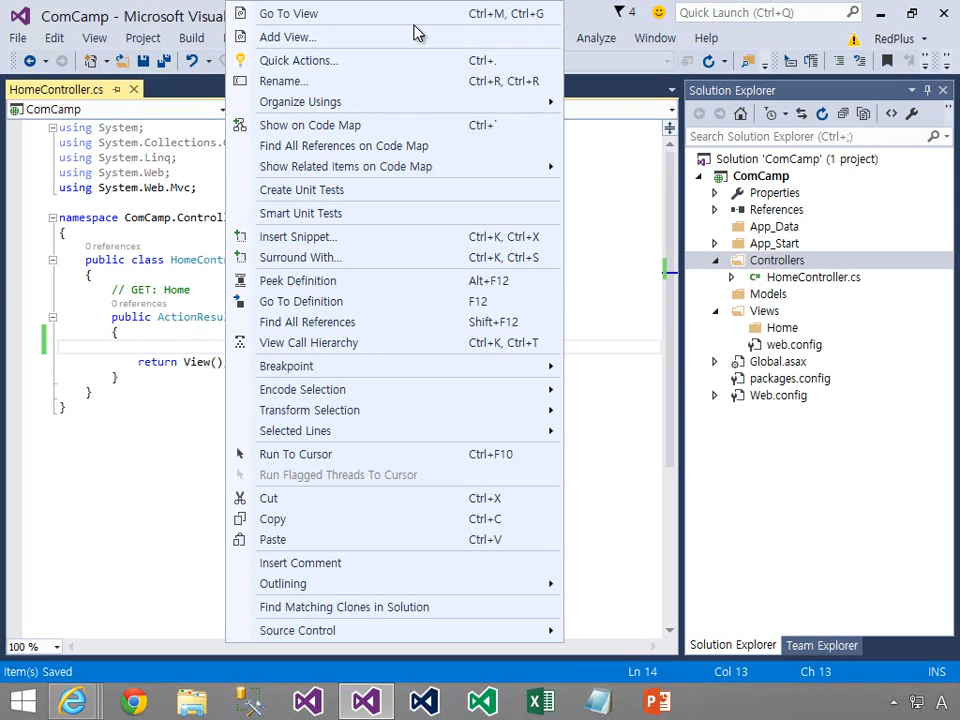 ComCamp - Microsoft Visual
4
Quick Launch (Ctrl+Q)
File Edit View Project Build
Analyze Window Help RedPlus
HomeController.cs
ComCamp
using System;
using System.Collections.
using System.Linq;
using System.Web;
using System.Web.Mvc;
namespace ComCamp.Controll
{
0 references
public class HomeContr
{
// GET: Home
0 references
public ActionResul
{
return View()
}
}
}
100 %
Go To View Ctrl+M, Ctrl+G
Add View...
Quick Actions... Ctrl+.
Rename... Ctrl+R, Ctrl+R
Organize Usings
Show on Code Map Ctrl+`
Find All References on Code Map
Show Related Items on Code Map
Create Unit Tests
Smart Unit Tests
Insert Snippet... Ctrl+K, Ctrl+X
Surround With... Ctrl+K, Ctrl+S
Peek Definition Alt+F12
Go To Definition F12
Find All References Shift+F12
View Call Hierarchy Ctrl+K, Ctrl+T
Breakpoint
Encode Selection
Transform Selection
Selected Lines
Run To Cursor Ctrl+F10
Run Flagged Threads To Cursor
Cut Ctrl+X
Copy Ctrl+C
Paste Ctrl+V
Insert Comment
Outlining
Find Matching Clones in Solution
Source Control
Solution Explorer
Search Solution Explorer (Ctrl+;)
Solution 'ComCamp' (1 project)
ComCamp
Properties
References
App_Data
App_Start
Controllers
HomeController.cs
Models
Views
Home
web.config
Global.asax
packages.config
Web.config
Solution Explorer Team Explorer
Item(s) Saved Ln 14 Col 13 Ch 13 INS
A